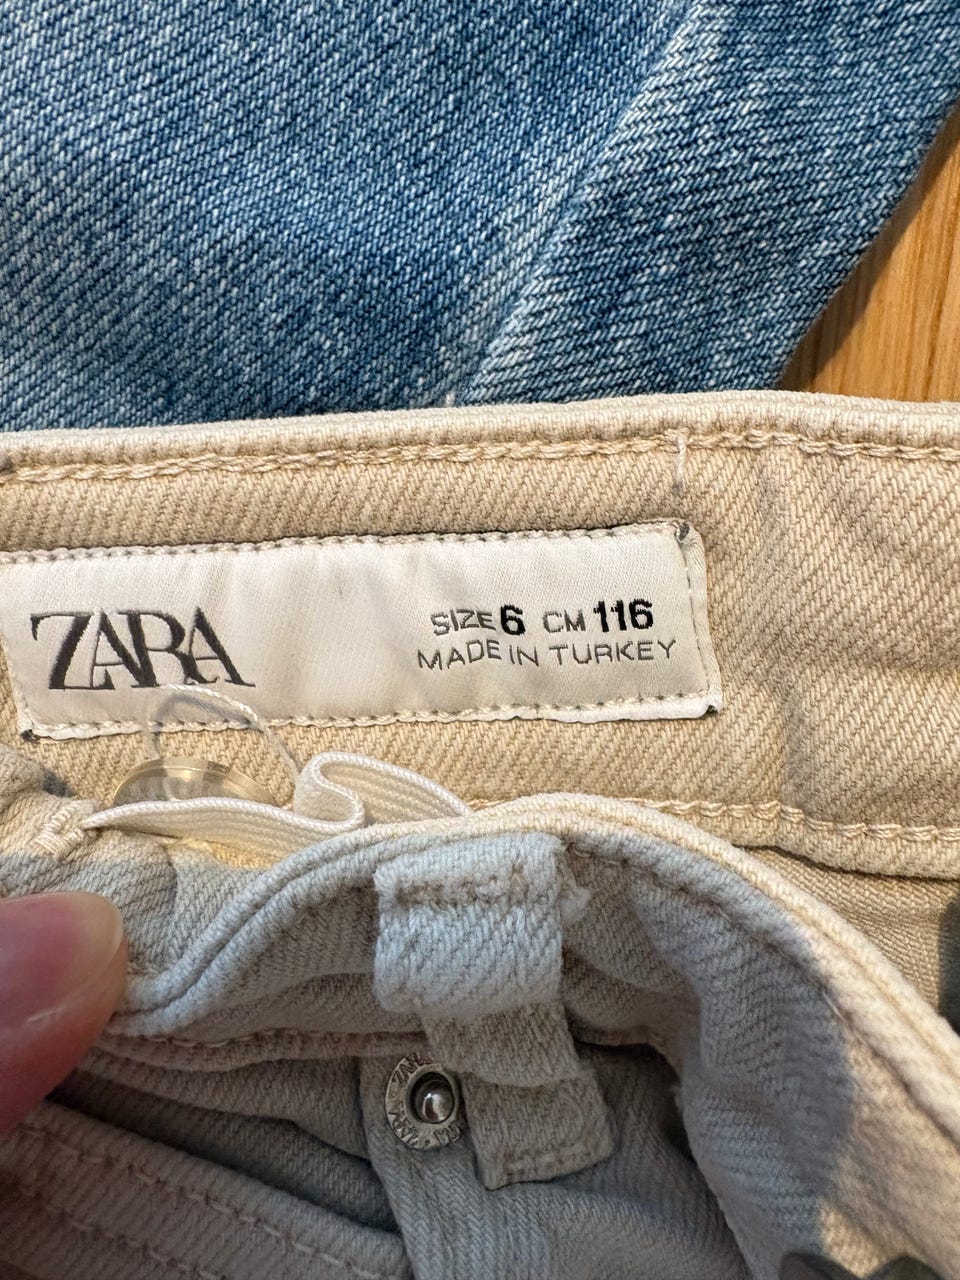 ZARA
SIZE 6 CM 116
MADE IN TURKEY